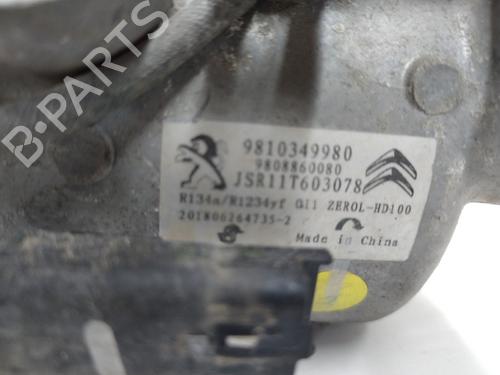 9810349980
9808860080
JSR11T603078
R134a/R1234yf Oil ZEROL-HD100
201806264735-2
Made in China
B-PARTS